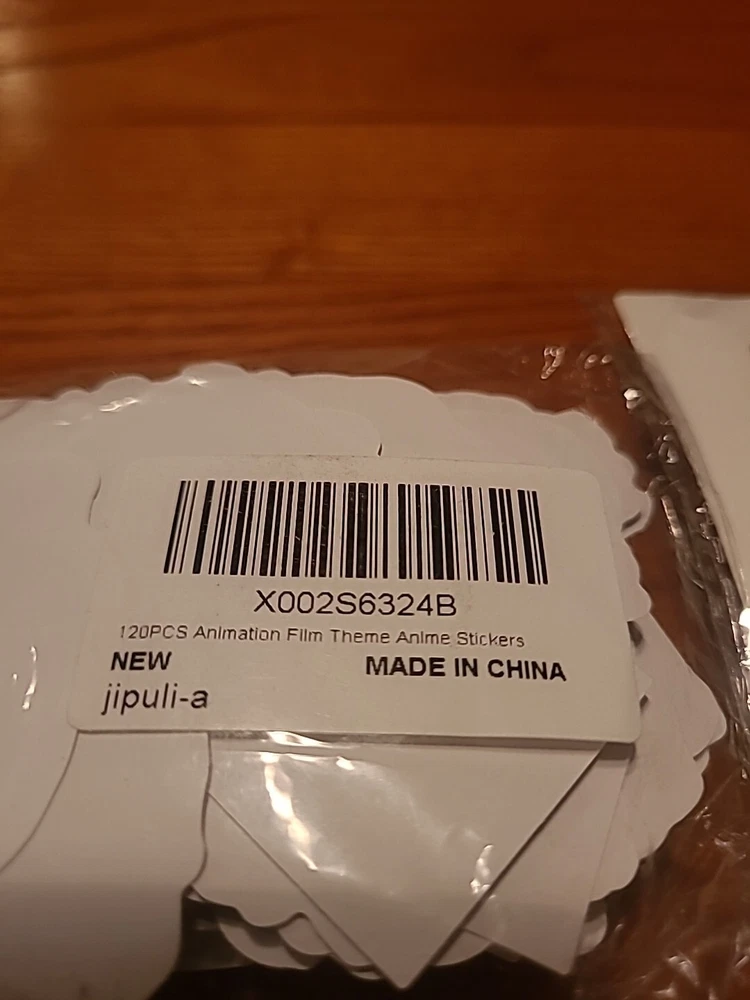 X002S6324B
120PCS Animation Film Theme Anime Stickers
NEW MADE IN CHINA
jipuli-a